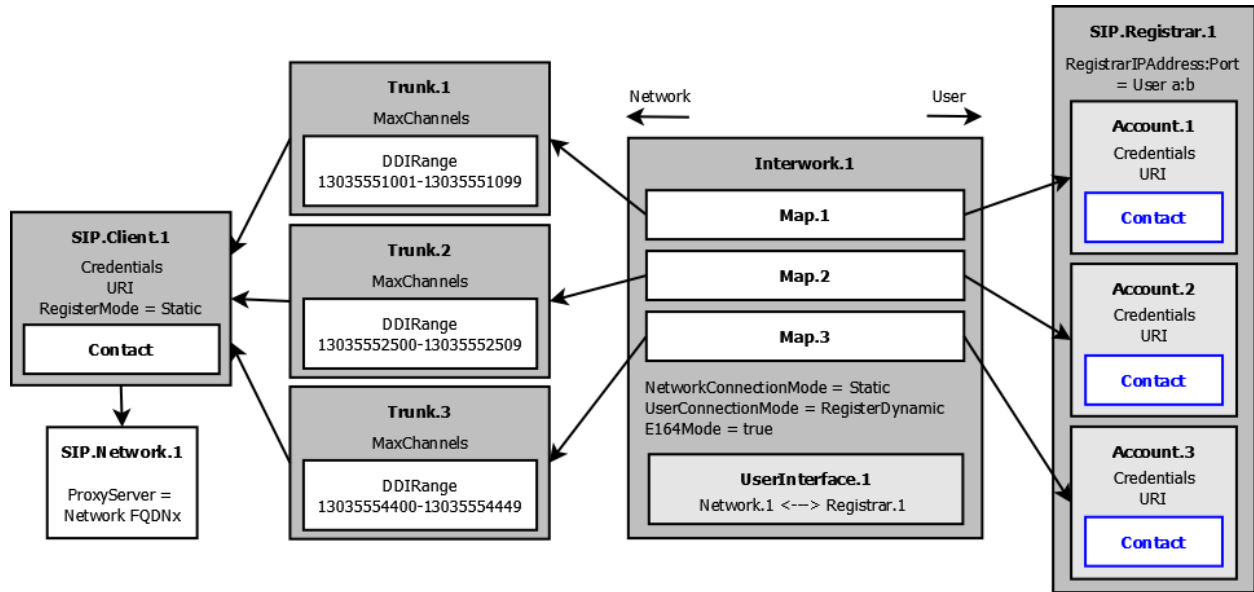 SIP.Client.1
Credentials
URI
RegisterMode = Static
Contact
SIP.Network.1
ProxyServer =
Network FQDNx
Trunk.1
MaxChannels
DDIRange
13035551001-13035551099
Trunk.2
MaxChannels
DDIRange
13035552500-13035552509
Trunk.3
MaxChannels
DDIRange
13035554400-13035554449
Network
User
Interwork.1
Map.1
Map.2
Map.3
NetworkConnectionMode = Static
UserConnectionMode = RegisterDynamic
E164Mode = true
UserInterface.1
Network.1 <---> Registrar.1
SIP.Registrar.1
RegistrarIPAddress:Port
= User a:b
Account.1
Credentials
URI
Contact
Account.2
Credentials
URI
Contact
Account.3
Credentials
URI
Contact